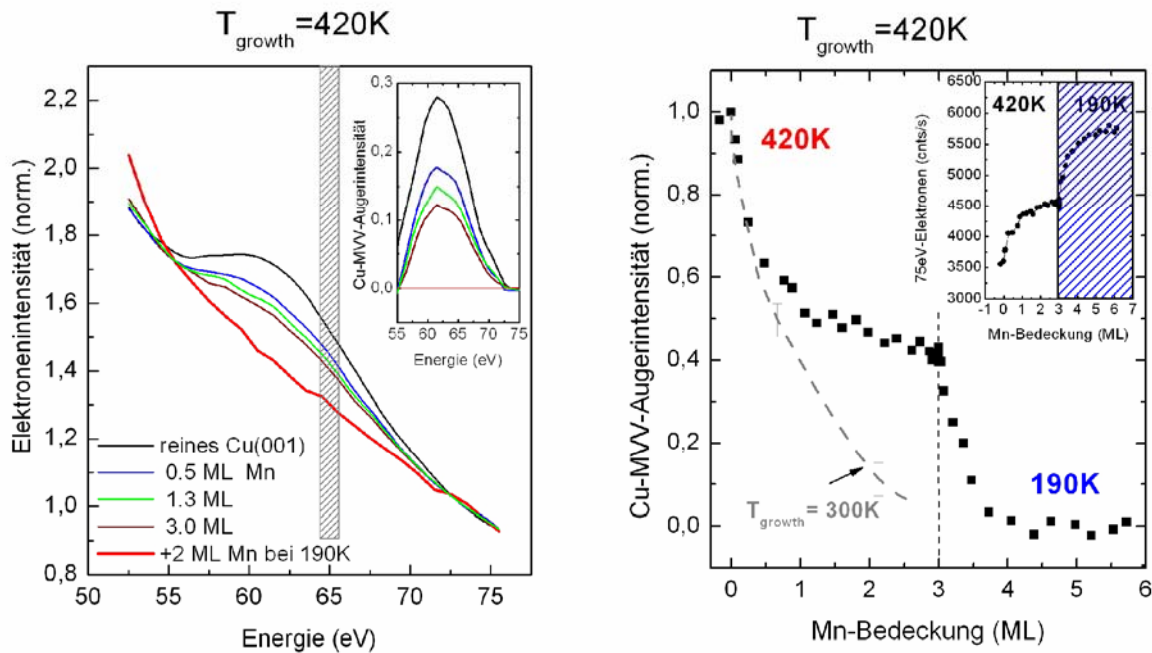 T_growth =420K
2,2
2,0
1,8
1,6
1,4
1,2
1,0
0,8
50 55 60 65 70 75
Elektronenintensität (norm.)
Energie (eV)
reines Cu(001)
0.5 ML Mn
1.3 ML
3.0 ML
+2 ML Mn bei 190K
0,3
0,2
0,1
0,0
55 60 65 70 75
Cu-MVV-Augerintensität
Energie (eV)
T_growth =420K
1,0
0,8
0,6
0,4
0,2
0,0
0 1 2 3 4 5 6
Cu-MVV-Augerintensität (norm.)
Mn-Bedeckung (ML)
420K
190K
T_growth = 300K
6500
6000
5500
5000
4500
4000
3500
3000
-1 0 1 2 3 4 5 6 7
75eV-Elektronen (cnts/s)
Mn-Bedeckung (ML)
420K
190K